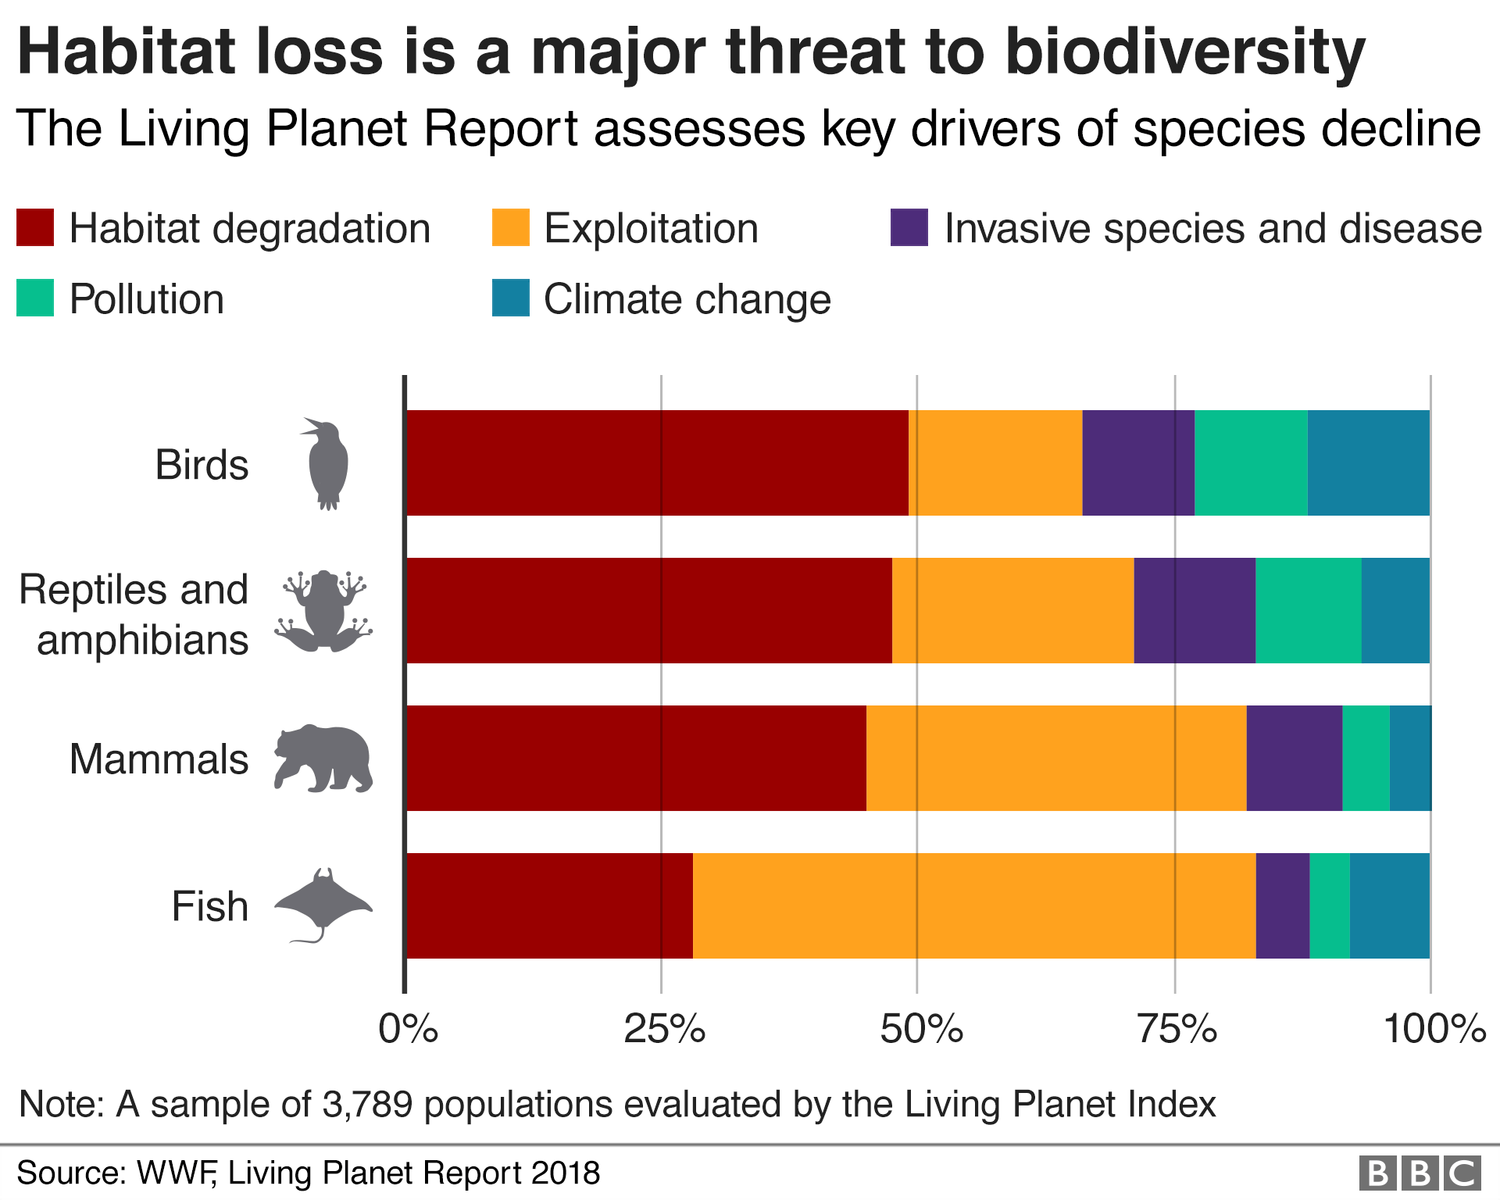 Habitat loss is a major threat to biodiversity
The Living Planet Report assesses key drivers of species decline
Habitat degradation
Exploitation
Invasive species and disease
Pollution
Climate change
Birds
Reptiles and
amphibians
Mammals
Fish
0% 25% 50% 75% 100%
Note: A sample of 3,789 populations evaluated by the Living Planet Index
Source: WWF, Living Planet Report 2018
BBC